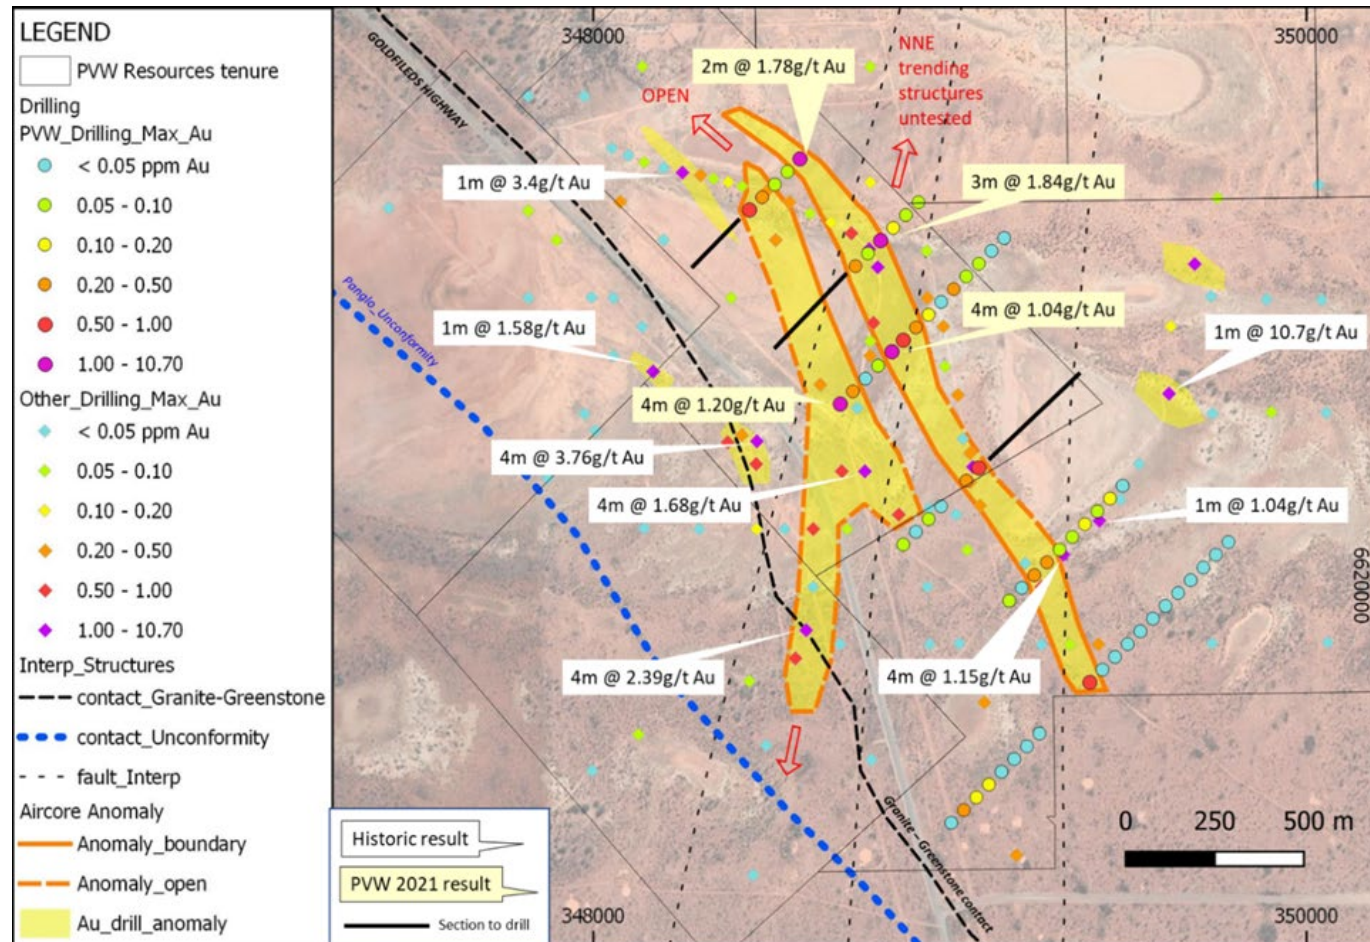 LEGEND
PVW Resources tenure
Drilling
PVW_Drilling_Max_Au
< 0.05 ppm Au
0.05 - 0.10
0.10 - 0.20
0.20 - 0.50
0.50 - 1.00
1.00 - 10.70
Other_Drilling_Max_Au
< 0.05 ppm Au
0.05 - 0.10
0.10 - 0.20
0.20 - 0.50
0.50 - 1.00
1.00 - 10.70
Interp_Structures
contact_Granite-Greenstone
contact_Unconformity
fault_Interp
Aircore Anomaly
Anomaly_boundary
Anomaly_open
Au_drill_anomaly
348000
350000
GOLDFILEDS HIGHWAY
2m @ 1.78g/t Au
NNE
trending
structures
untested
OPEN
1m @ 3.4g/t Au
3m @ 1.84g/t Au
Panglo_Unconformity
4m @ 1.04g/t Au
1m @ 1.58g/t Au
1m @ 10.7g/t Au
4m @ 1.20g/t Au
4m @ 3.76g/t Au
4m @ 1.68g/t Au
1m @ 1.04g/t Au
6620000
4m @ 2.39g/t Au
4m @ 1.15g/t Au
Granite - Greenstone contact
0 250 500 m
Historic result
PVW 2021 result
Section to drill
348000
350000